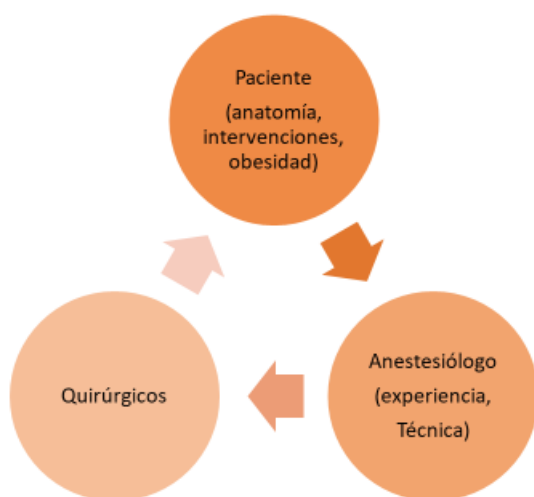 Paciente
(anatomía,
intervenciones,
obesidad)
Anestesiólogo
(experiencia,
Técnica)
Quirúrgicos